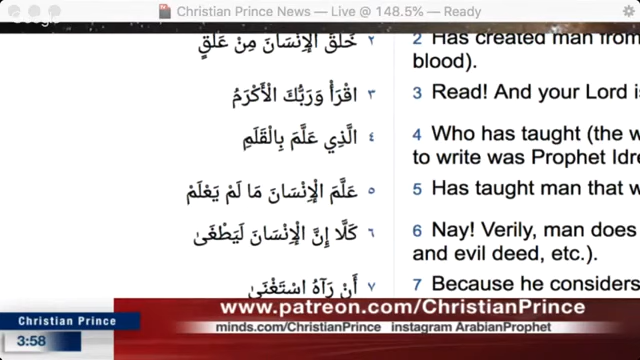 Christian Prince News — Live @ 148.5% — Ready
٢ خَلَقَ الْإِنْسَانَ مِنْ عَلَقٍ
2 Has created man from
blood).
٣ اقْرَأْ وَرَبُّكَ الْأَكْرَمُ
3 Read! And your Lord is
٤ الَّذِي عَلَّمَ بِالْقَلَمِ
4 Who has taught (the w
to write was Prophet Idre
٥ عَلَّمَ الْإِنْسَانَ مَا لَمْ يَعْلَمْ
5 Has taught man that w
٦ كَلَّا إِنَّ الْإِنْسَانَ لَيَطْغَىٰ
6 Nay! Verily, man does
and evil deed, etc.).
٧ أَنْ رَآهُ اسْتَغْنَىٰ
7 Because he considers
www.patreon.com/ChristianPrince
Christian Prince
minds.com/ChristianPrince instagram ArabianProphet
3:58